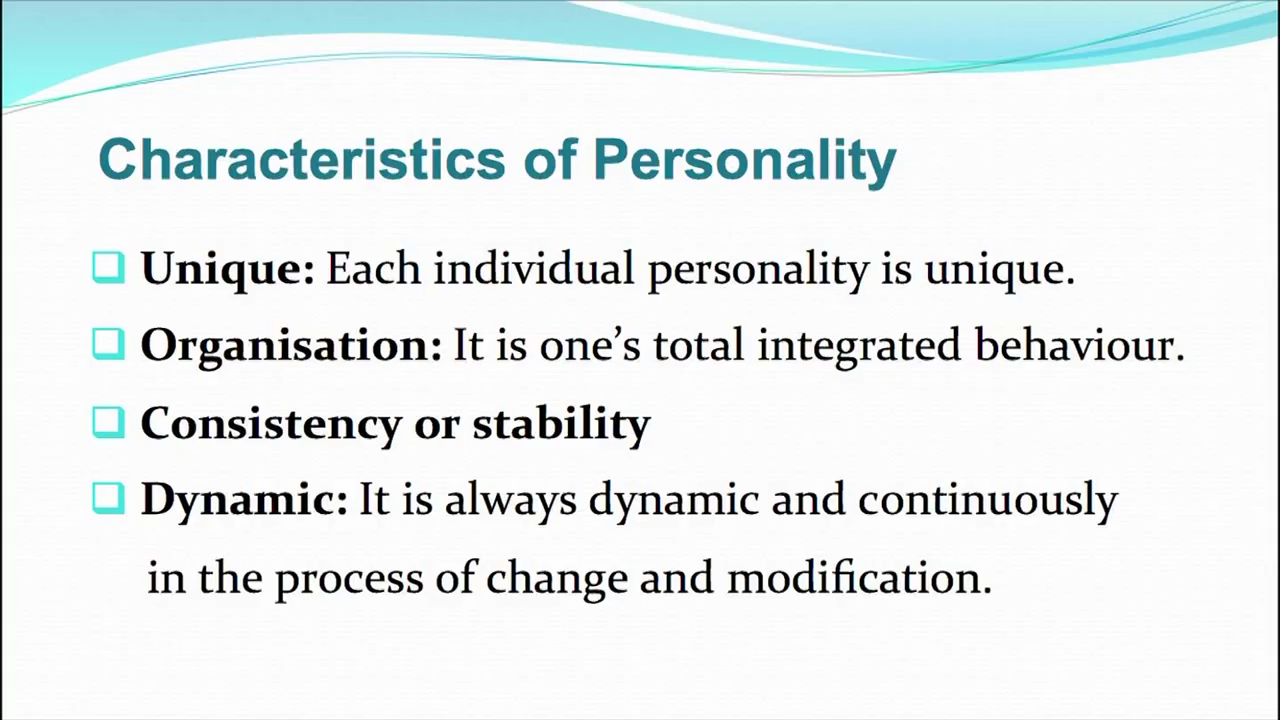 Characteristics of Personality
Unique: Each individual personality is unique.
Organisation: It is one’s total integrated behaviour.
Consistency or stability
Dynamic: It is always dynamic and continuously
in the process of change and modification.